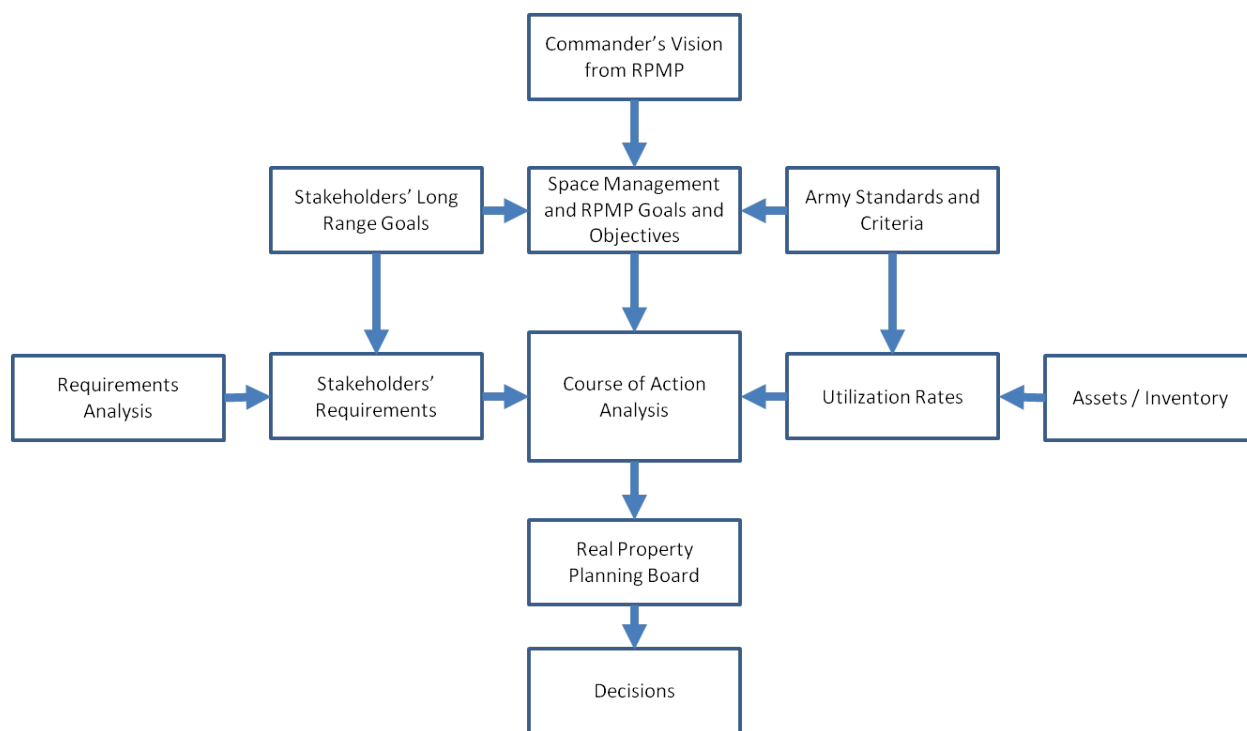 Commander’s Vision
from RPMP
Stakeholders’ Long
Range Goals
Space Management
and RPMP Goals and
Objectives
Army Standards and
Criteria
Requirements
Analysis
Stakeholders’
Requirements
Course of Action
Analysis
Utilization Rates
Assets / Inventory
Real Property
Planning Board
Decisions